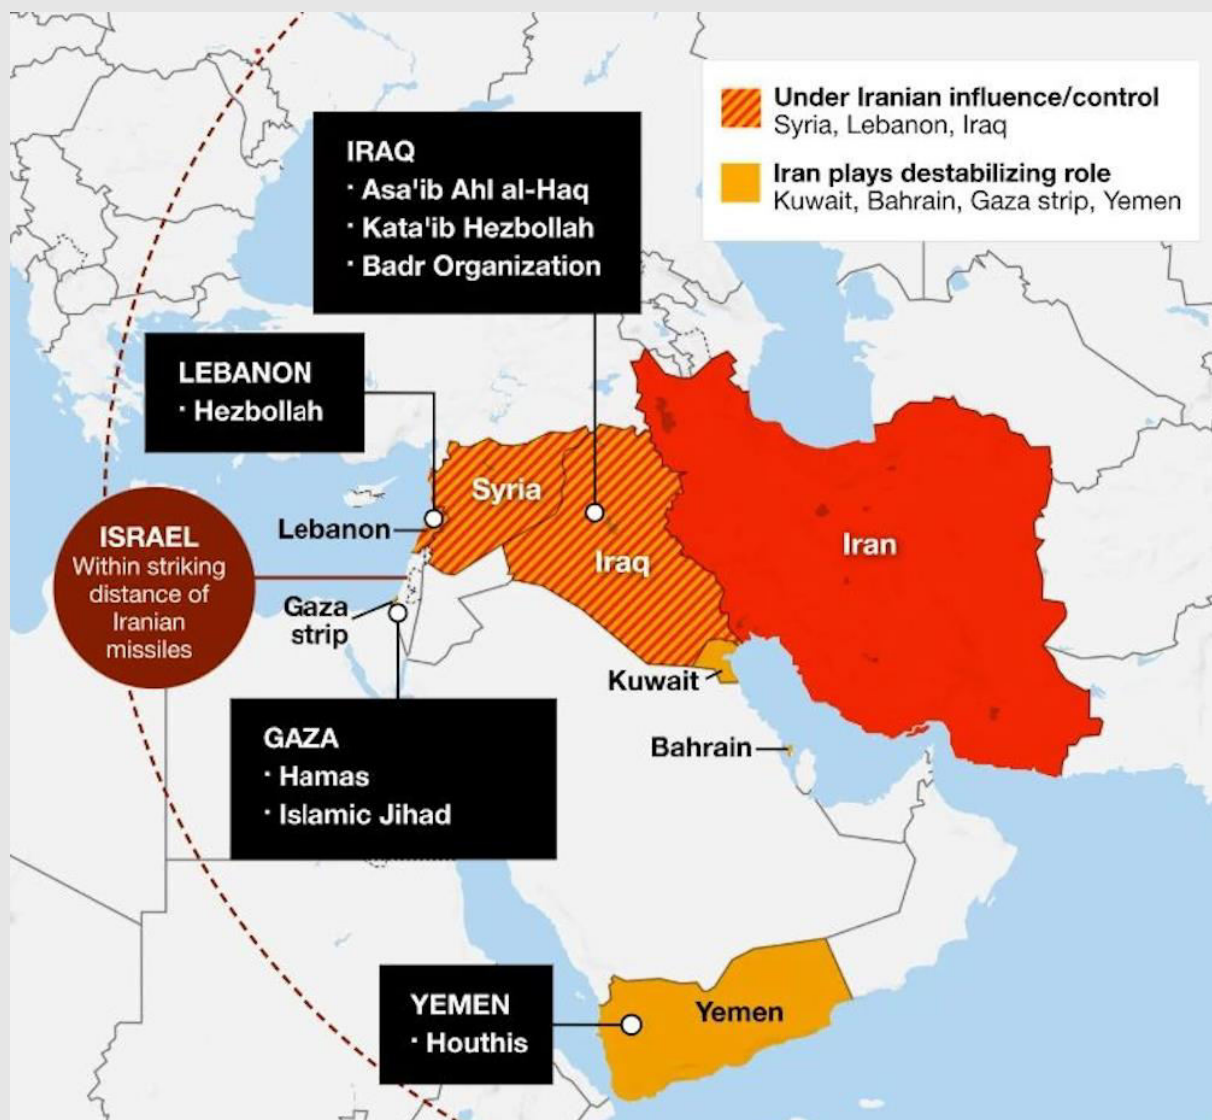 Under Iranian influence/control
Syria, Lebanon, Iraq
Iran plays destabilizing role
Kuwait, Bahrain, Gaza strip, Yemen
IRAQ
· Asa'ib Ahl al-Haq
· Kata'ib Hezbollah
· Badr Organization
LEBANON
· Hezbollah
Syria
Lebanon
Iraq
Iran
ISRAEL
Within striking
distance of
Iranian
missiles
Gaza
strip
Kuwait
Bahrain
GAZA
· Hamas
· Islamic Jihad
YEMEN
· Houthis
Yemen